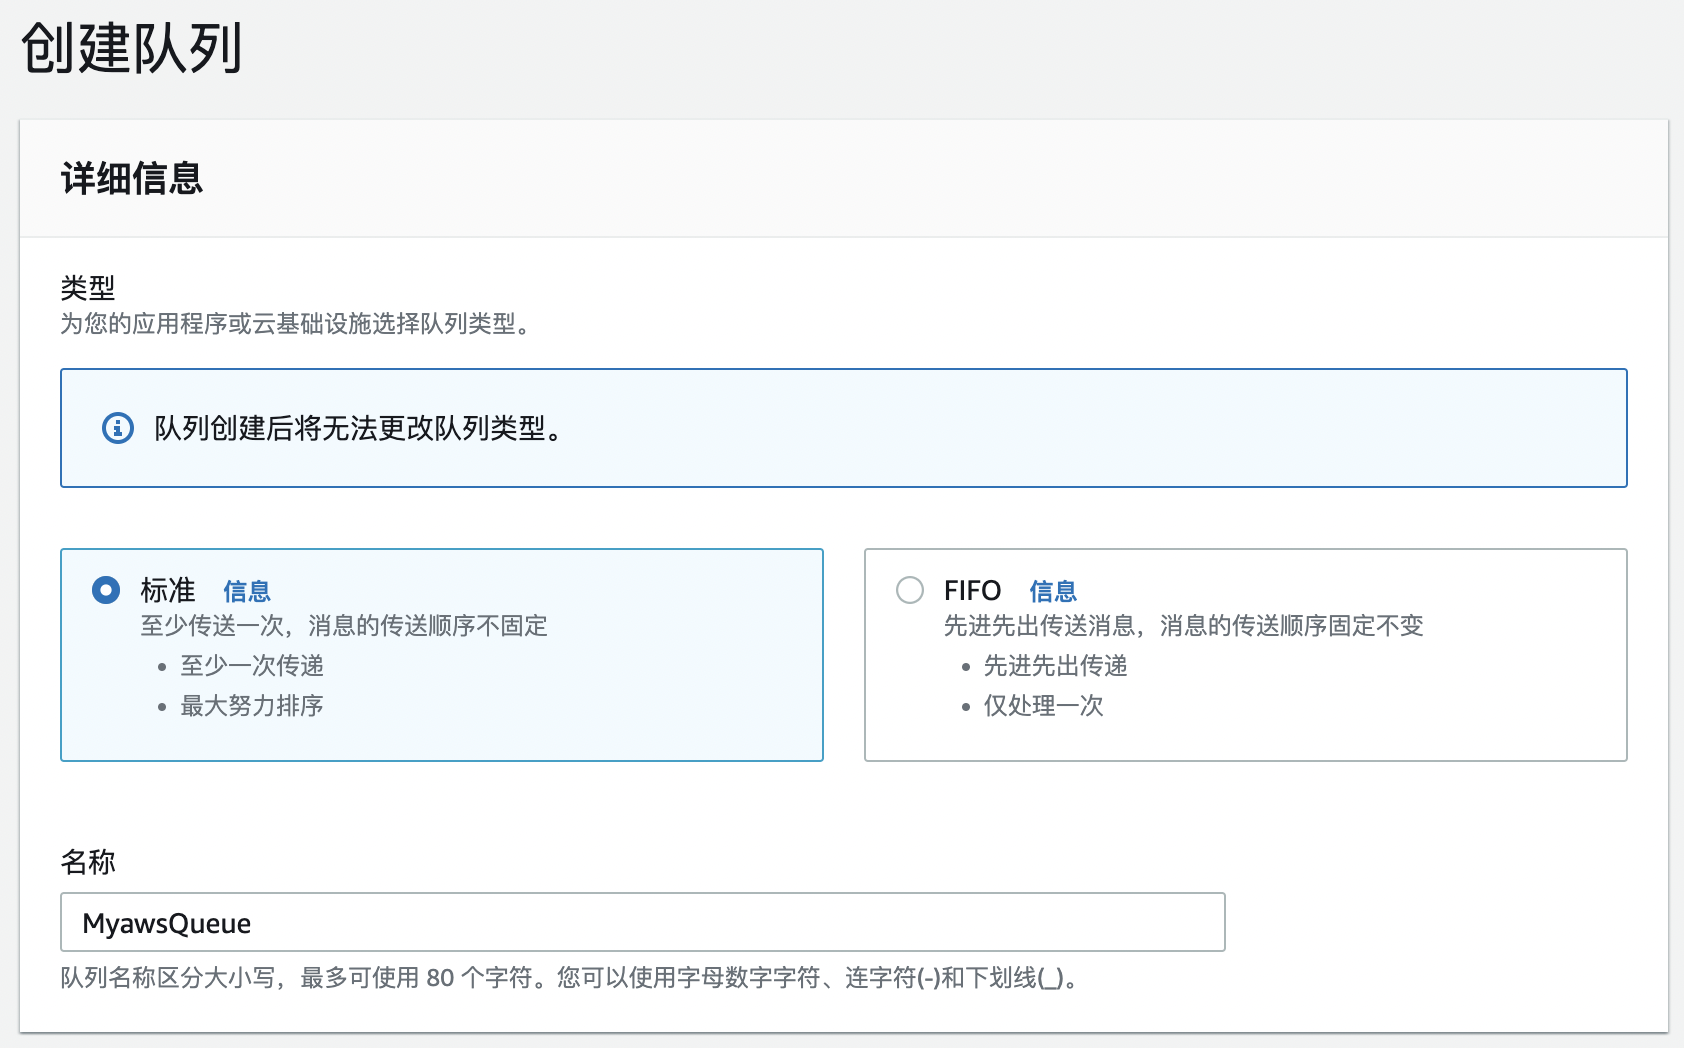 创建队列
详细信息
类型
为您的应用程序或云基础设施选择队列类型。
队列创建后将无法更改队列类型。
标准 信息
至少传送一次，消息的传送顺序不固定
• 至少一次传递
• 最大努力排序
FIFO 信息
先进先出传送消息，消息的传送顺序固定不变
• 先进先出传递
• 仅处理一次
名称
MyawsQueue
队列名称区分大小写，最多可使用 80 个字符。您可以使用字母数字字符、连字符(-)和下划线(_)。